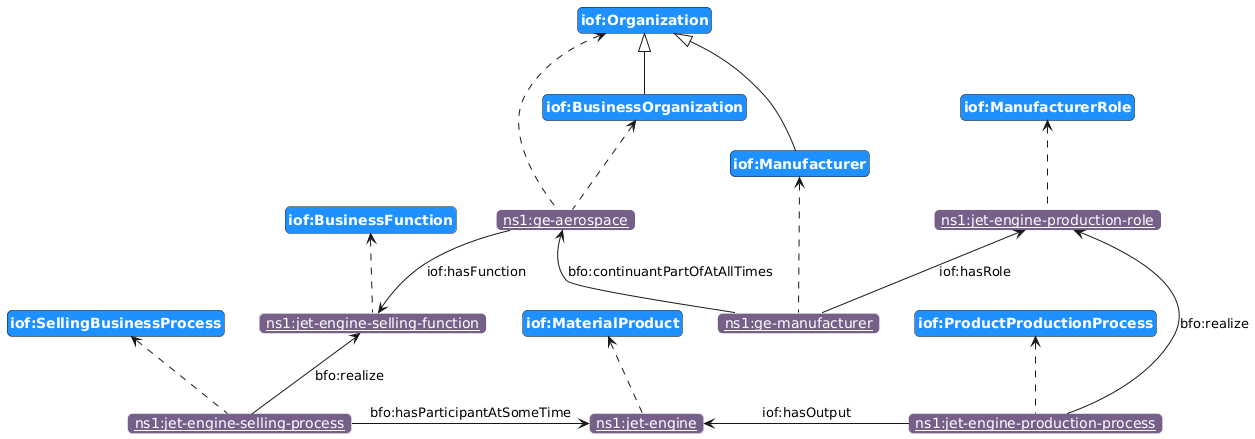 iof:Organization
iof:BusinessOrganization
iof:ManufacturerRole
iof:Manufacturer
iof:BusinessFunction
ns1:ge-aerospace
ns1:jet-engine-production-role
iof:hasFunction
bfo:continuantPartOfAtAllTimes
iof:hasRole
iof:SellingBusinessProcess
ns1:jet-engine-selling-function
iof:MaterialProduct
ns1:ge-manufacturer
iof:ProductProductionProcess
bfo:realize
bfo:realize
bfo:hasParticipantAtSomeTime
iof:hasOutput
ns1:jet-engine-selling-process
ns1:jet-engine
ns1:jet-engine-production-process